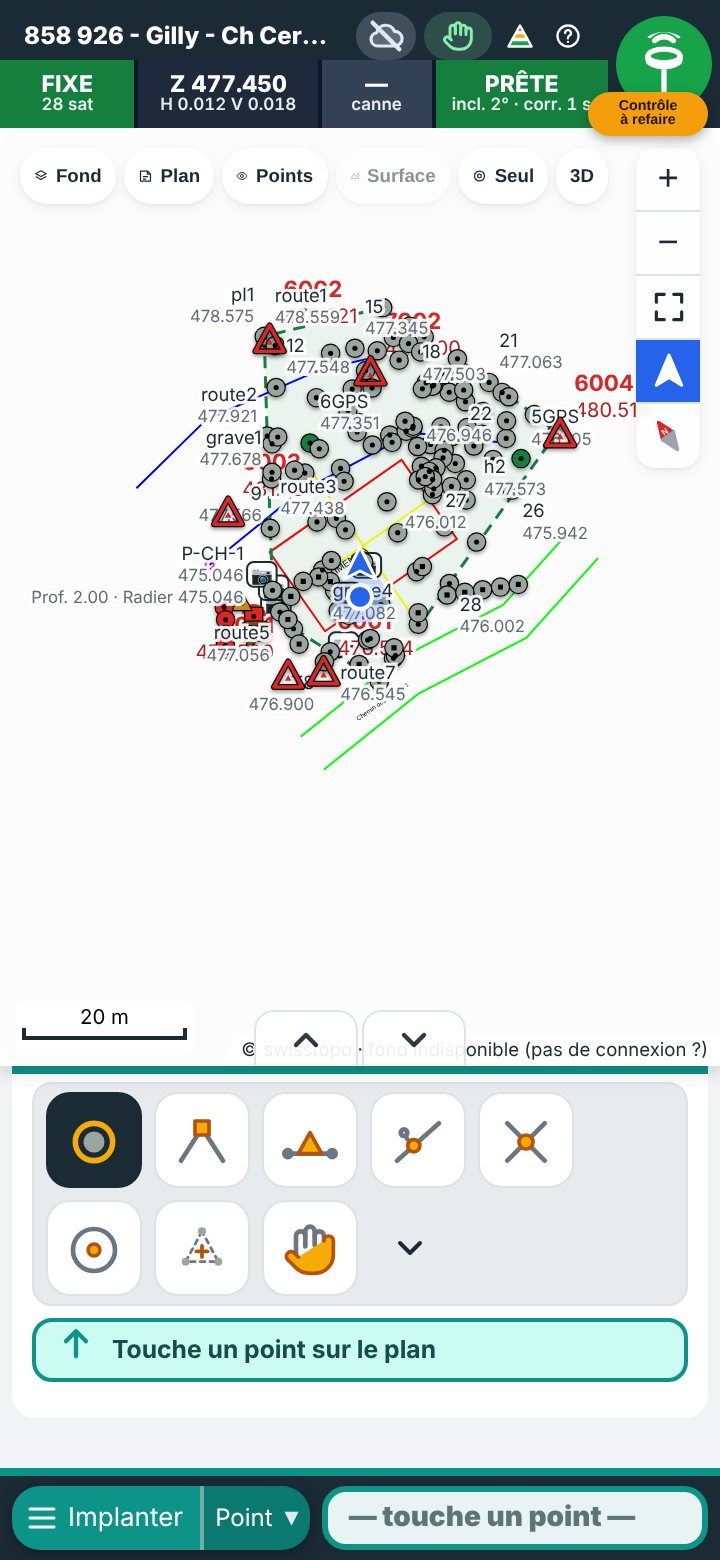 858 926 - Gilly - Ch Cer…
FIXE
28 sat
Z 477.450
H 0.012 V 0.018
—
canne
PRÊTE
incl. 2° · corr. 1 s
Contrôle
à refaire
Fond
Plan
Points
Surface
Seul
3D
+
−
N
6002
pl1
478.575
route1
478.559
15
477.345
12
477.548
18
477.503
21
477.063
6004
480.51
route2
477.921
6GPS
477.351
22
476.946
5GPS
grave1
477.678
h2
477.573
9
route3
477.438
27
476.012
26
475.942
P-CH-1
475.046
Prof. 2.00 · Radier 475.046
477.082
28
476.002
route5
477.056
route7
476.545
476.900
20 m
© swisstopo · fond indisponible (pas de connexion ?)
Touche un point sur le plan
Implanter
Point ▼
— touche un point —